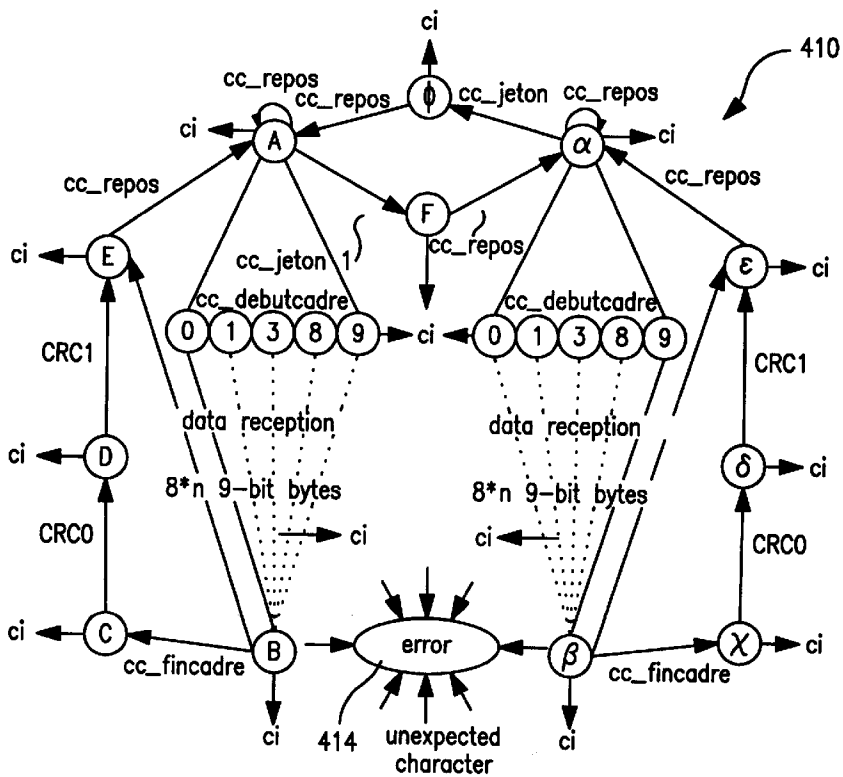 ci
410
cc_repos
cc_repos
ϕ
cc_jeton
cc_repos
ci
A
α
ci
cc_repos
F
cc_repos
cc_repos
ci
E
cc_jeton 1
ε
ci
cc_debutcadre
cc_debutcadre
0 1 3 8 9
ci
0 1 3 8 9
CRC1
CRC1
data reception
data reception
ci
D
δ
ci
8*n 9-bit bytes
8*n 9-bit bytes
CRC0
ci
ci
CRC0
ci
C
B
error
β
χ
ci
cc_fincadre
cc_fincadre
ci
414
unexpected
character
ci